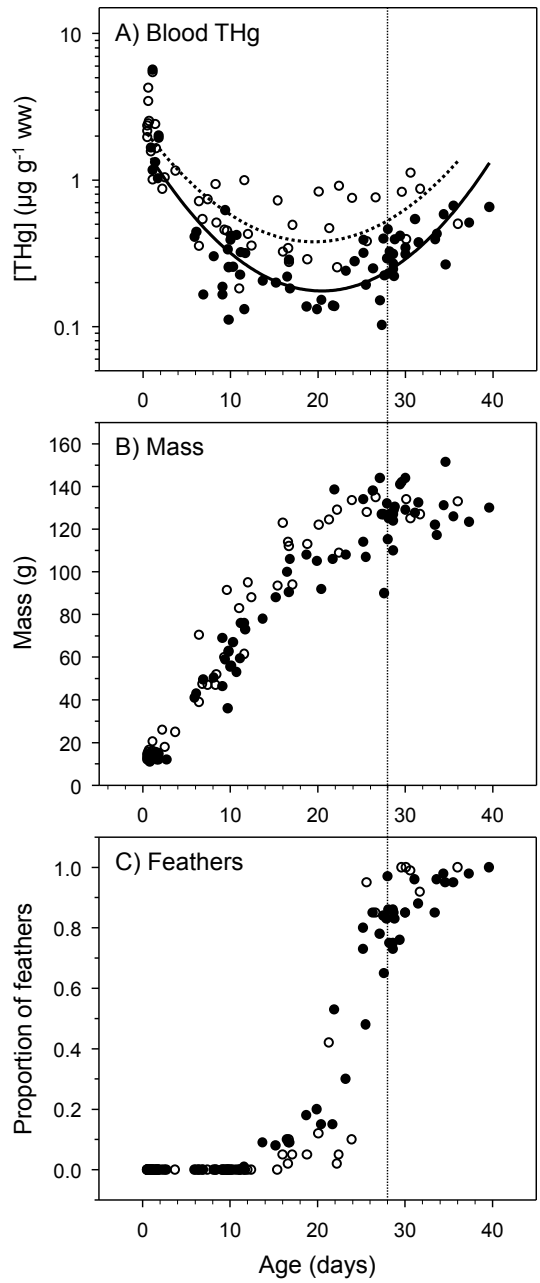 A) Blood THg
[THg] (µg g⁻¹ ww)
10
1
0.1
0 10 20 30 40
B) Mass
Mass (g)
160
140
120
100
80
60
40
20
0
0 10 20 30 40
C) Feathers
Proportion of feathers
1.0
0.8
0.6
0.4
0.2
0.0
0 10 20 30 40
Age (days)